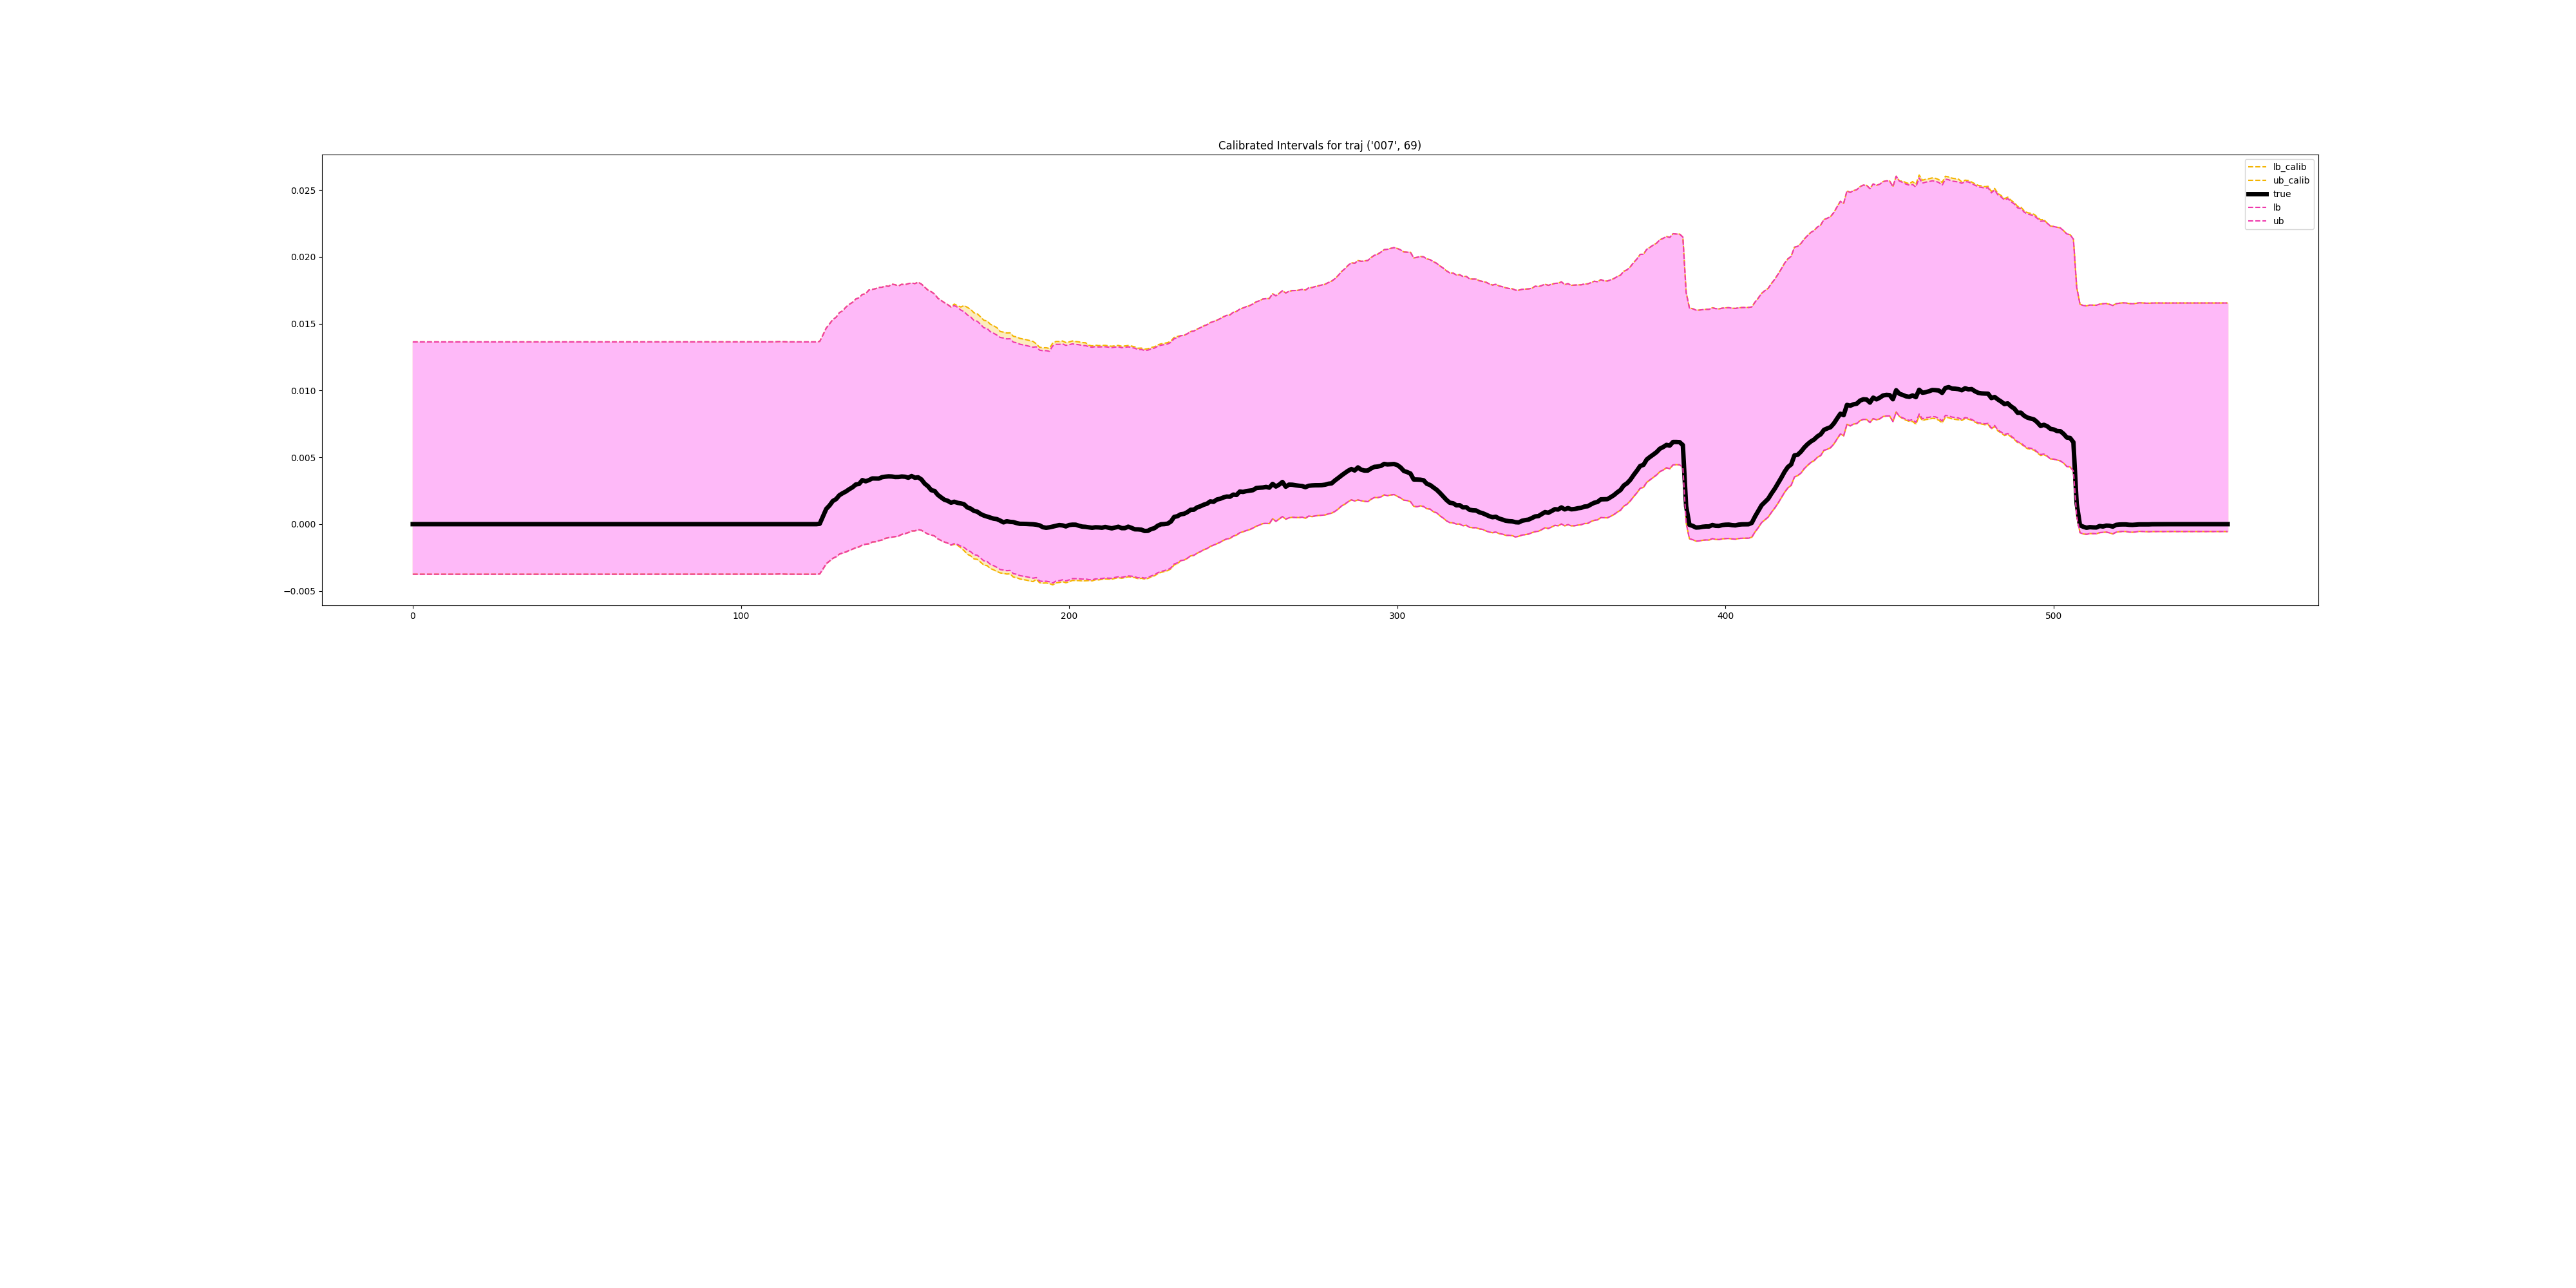 Calibrated Intervals for traj ('007', 69)
lb_calib
ub_calib
true
lb
ub
0.025
0.020
0.015
0.010
0.005
0.000
−0.005
0 100 200 300 400 500